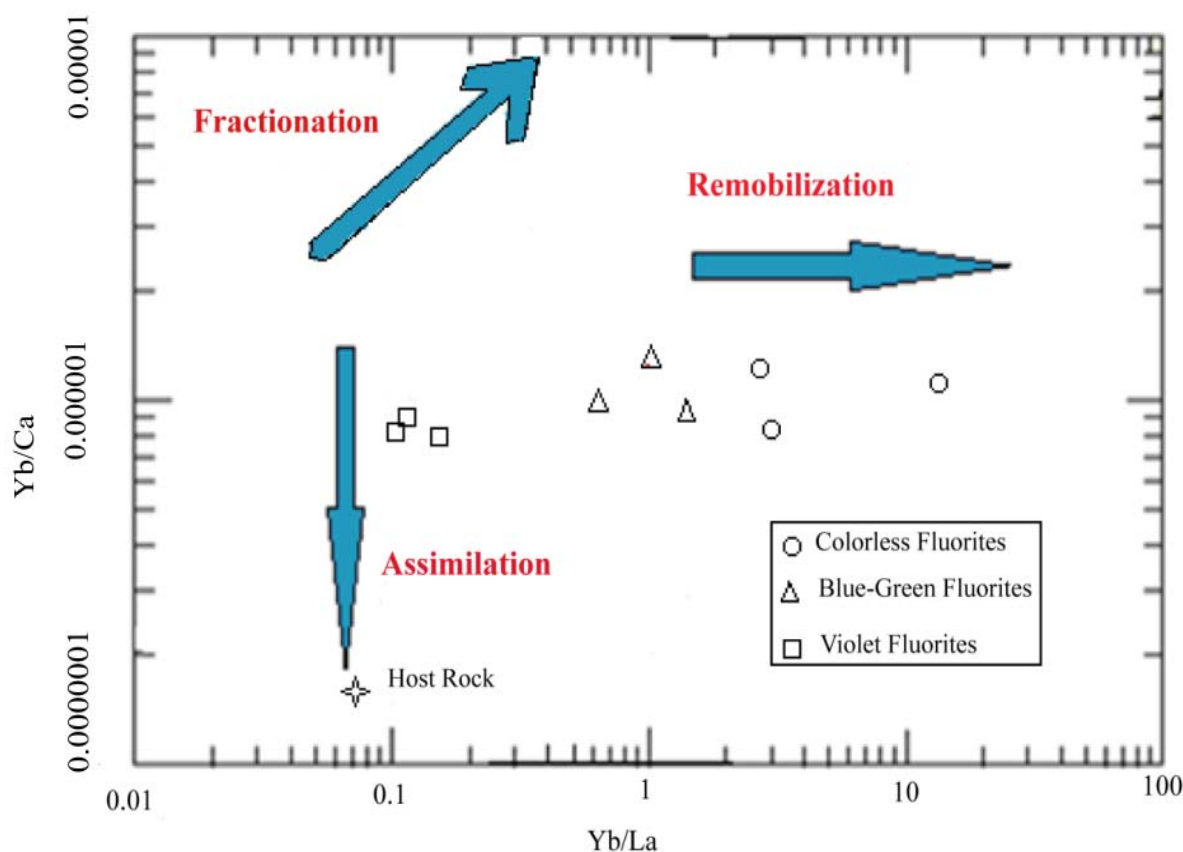 0.00001
Fractionation
Remobilization
0.000001
Yb/Ca
Assimilation
Colorless Fluorites
Blue-Green Fluorites
Violet Fluorites
Host Rock
0.0000001
0.01
0.1
1
10
100
Yb/La